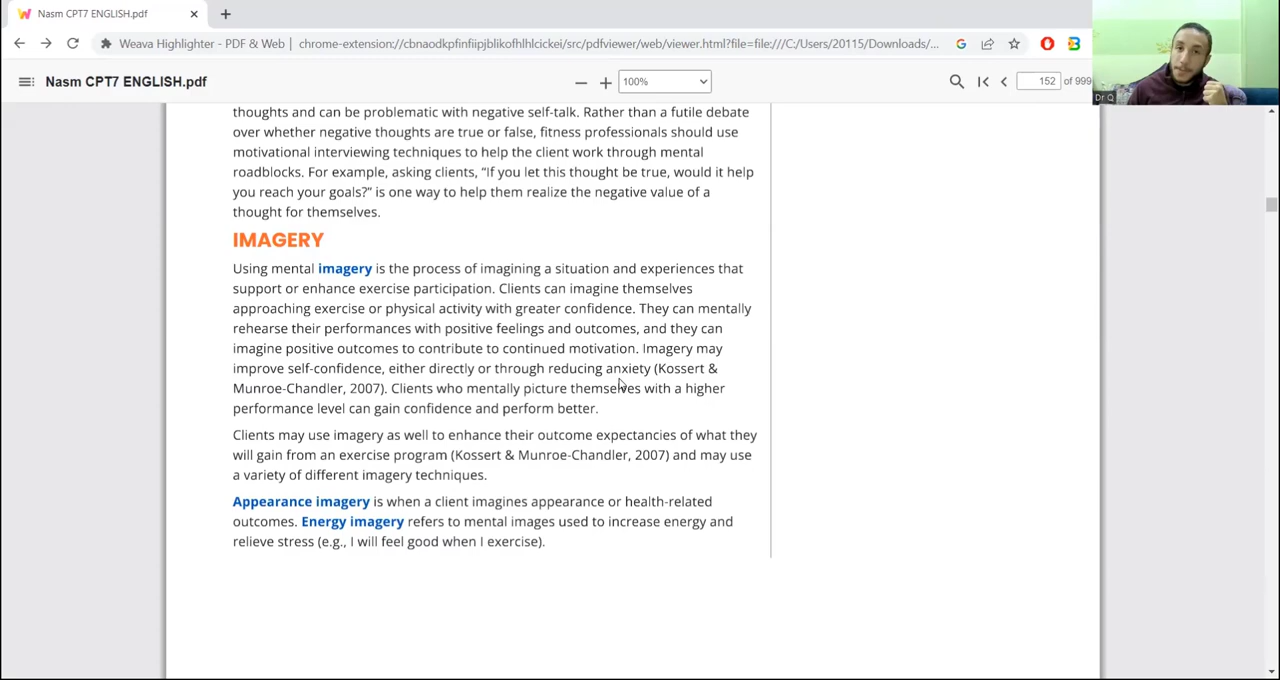 Nasm CPT7 ENGLISH.pdf
Weava Highlighter - PDF & Web | chrome-extension://cbnaodkpfinfiipjblikofhlhlcickei/src/pdfviewer/web/viewer.html?file=file:///C:/Users/20115/Downloads/...
Nasm CPT7 ENGLISH.pdf
100%
152 of 999
Dr Q
thoughts and can be problematic with negative self-talk. Rather than a futile debate
over whether negative thoughts are true or false, fitness professionals should use
motivational interviewing techniques to help the client work through mental
roadblocks. For example, asking clients, “If you let this thought be true, would it help
you reach your goals?” is one way to help them realize the negative value of a
thought for themselves.
IMAGERY
Using mental imagery is the process of imagining a situation and experiences that
support or enhance exercise participation. Clients can imagine themselves
approaching exercise or physical activity with greater confidence. They can mentally
rehearse their performances with positive feelings and outcomes, and they can
imagine positive outcomes to contribute to continued motivation. Imagery may
improve self-confidence, either directly or through reducing anxiety (Kossert &
Munroe-Chandler, 2007). Clients who mentally picture themselves with a higher
performance level can gain confidence and perform better.
Clients may use imagery as well to enhance their outcome expectancies of what they
will gain from an exercise program (Kossert & Munroe-Chandler, 2007) and may use
a variety of different imagery techniques.
Appearance imagery is when a client imagines appearance or health-related
outcomes. Energy imagery refers to mental images used to increase energy and
relieve stress (e.g., I will feel good when I exercise).